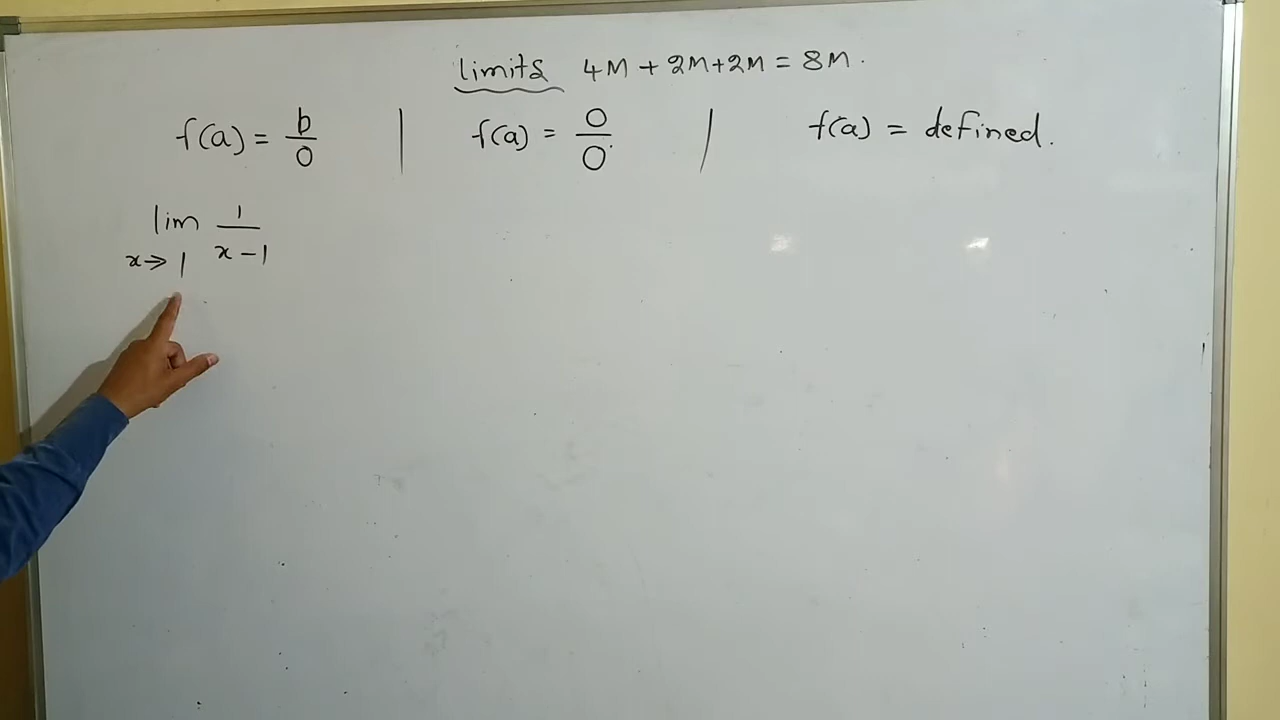 limits 4M + 2M+2M = 8M.
f(a) = b/0 | f(a) = 0/0 | f(a) = defined.
lim x→1 1/(x-1)